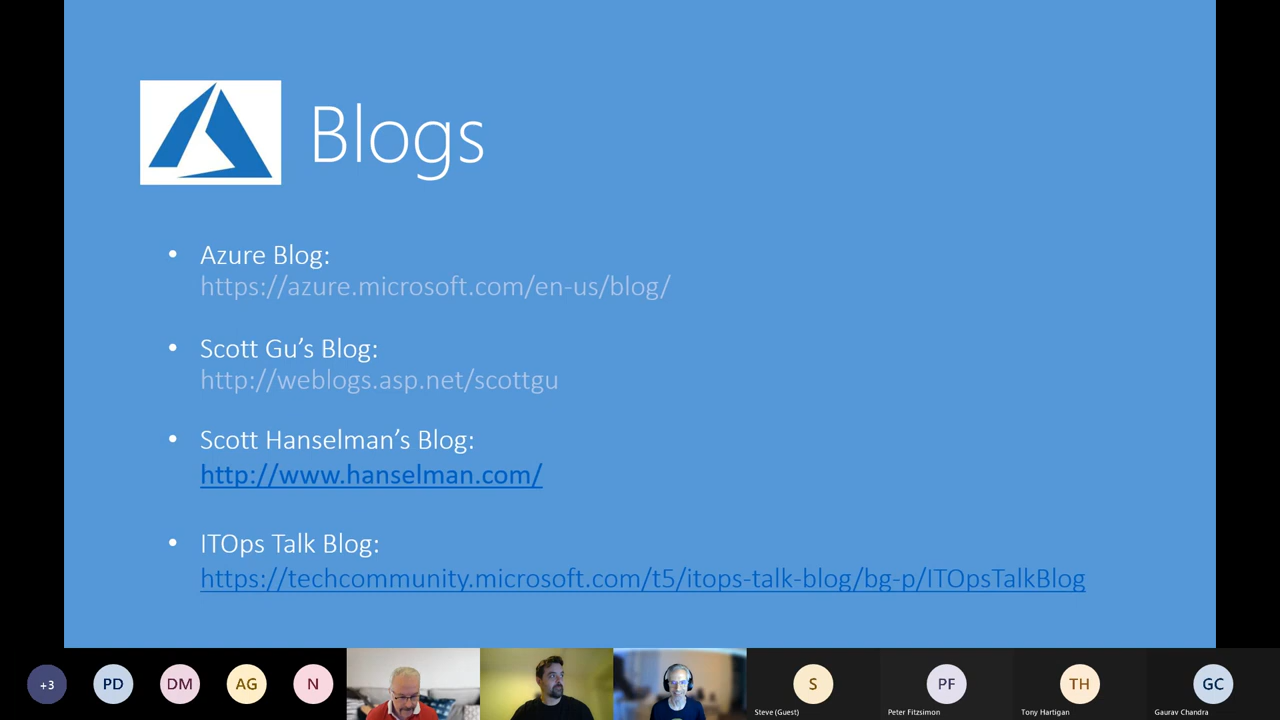 Blogs
• Azure Blog:
https://azure.microsoft.com/en-us/blog/
• Scott Gu’s Blog:
http://weblogs.asp.net/scottgu
• Scott Hanselman’s Blog:
http://www.hanselman.com/
• ITOps Talk Blog:
https://techcommunity.microsoft.com/t5/itops-talk-blog/bg-p/ITOpsTalkBlog
+3
PD
DM
AG
N
S
PF
TH
GC
Steve (Guest)
Peter Fitzsimon
Tony Hartigan
Gaurav Chandra